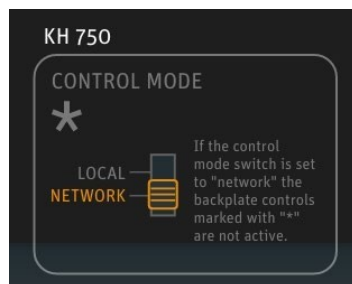 KH 750
CONTROL MODE
*
If the control
mode switch is set
to "network" the
backplate controls
marked with "*"
are not active.
LOCAL
NETWORK